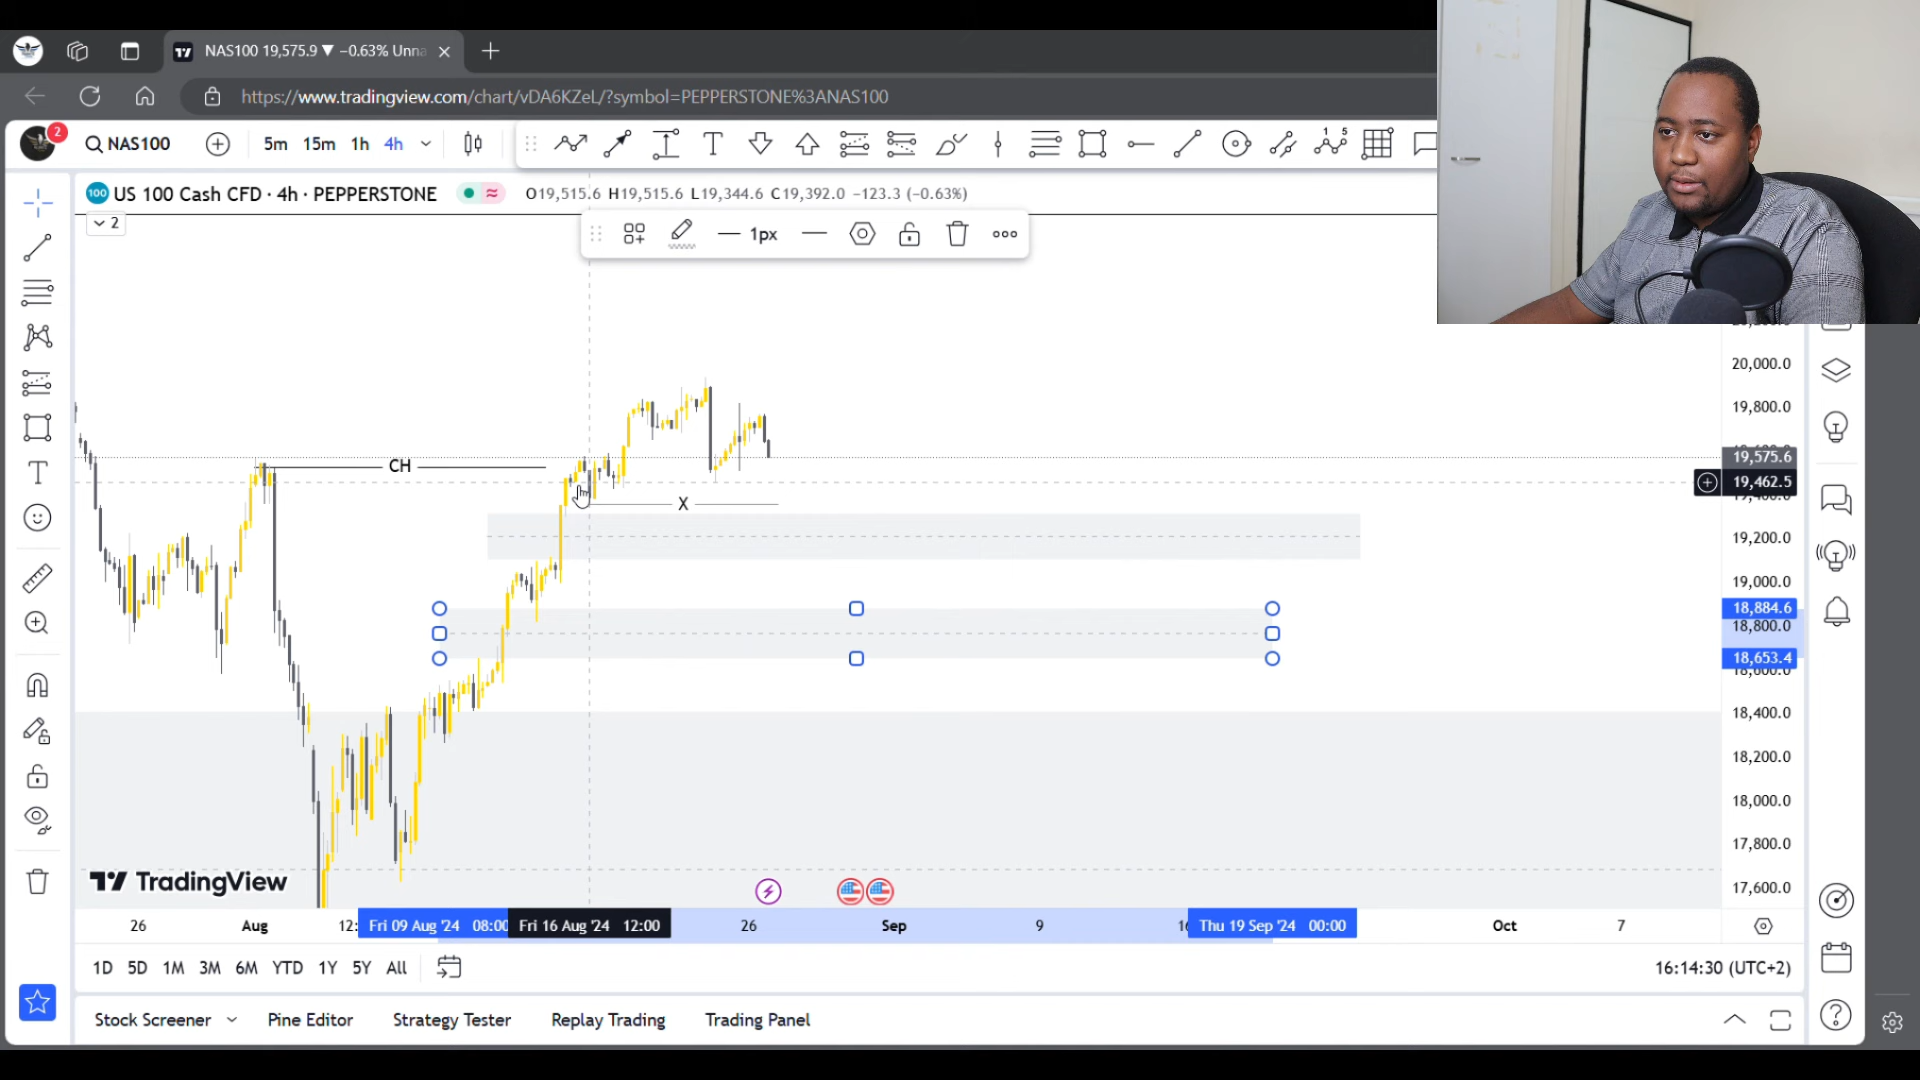 NAS100 19,575.9 ▼ −0.63% Unna
https://www.tradingview.com/chart/vDA6KZeL/?symbol=PEPPERSTONE%3ANAS100
2
NAS100 5m 15m 1h 4h
100 US 100 Cash CFD · 4h · PEPPERSTONE O19,515.6 H19,515.6 L19,344.6 C19,392.0 −123.3 (−0.63%)
2
1px
20,000.0
19,800.0
19,575.6
CH
19,462.5
X
19,200.0
19,000.0
18,884.6
18,800.0
18,653.4
18,400.0
18,200.0
18,000.0
17,800.0
TradingView
17,600.0
26 Aug 12: Fri 09 Aug '24 08:00 Fri 16 Aug '24 12:00 26 Sep 9 Thu 19 Sep '24 00:00 Oct 7
1D 5D 1M 3M 6M YTD 1Y 5Y All 16:14:30 (UTC+2)
Stock Screener Pine Editor Strategy Tester Replay Trading Trading Panel